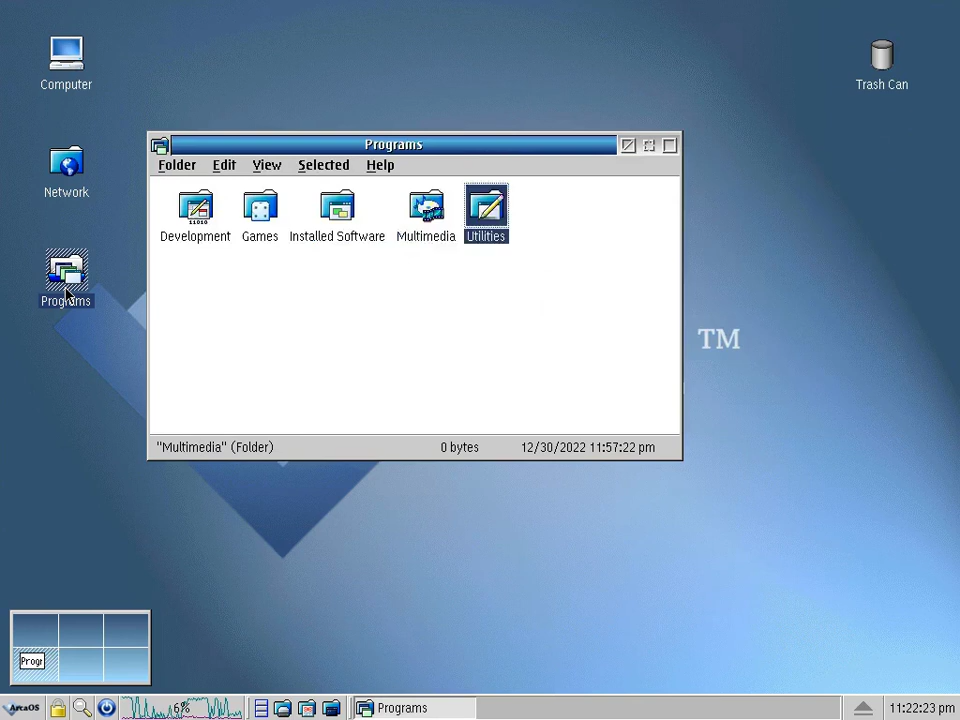 Computer
Trash Can
Network
Programs
Programs
Folder Edit View Selected Help
11010
Development Games Installed Software Multimedia Utilities
"Multimedia" (Folder) 0 bytes 12/30/2022 11:57:22 pm
TM
Progr
ArcaOS 6% Programs 11:22:23 pm